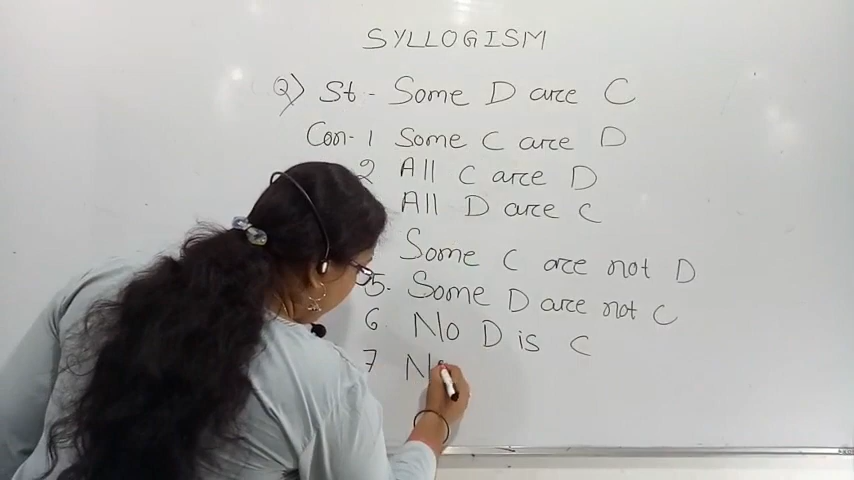 SYLLOGISM
Q) St - Some D are C
Con - 1 Some C are D
2 All C are D
All D are C
Some C are not D
5. Some D are not C
6 No D is C
7 No